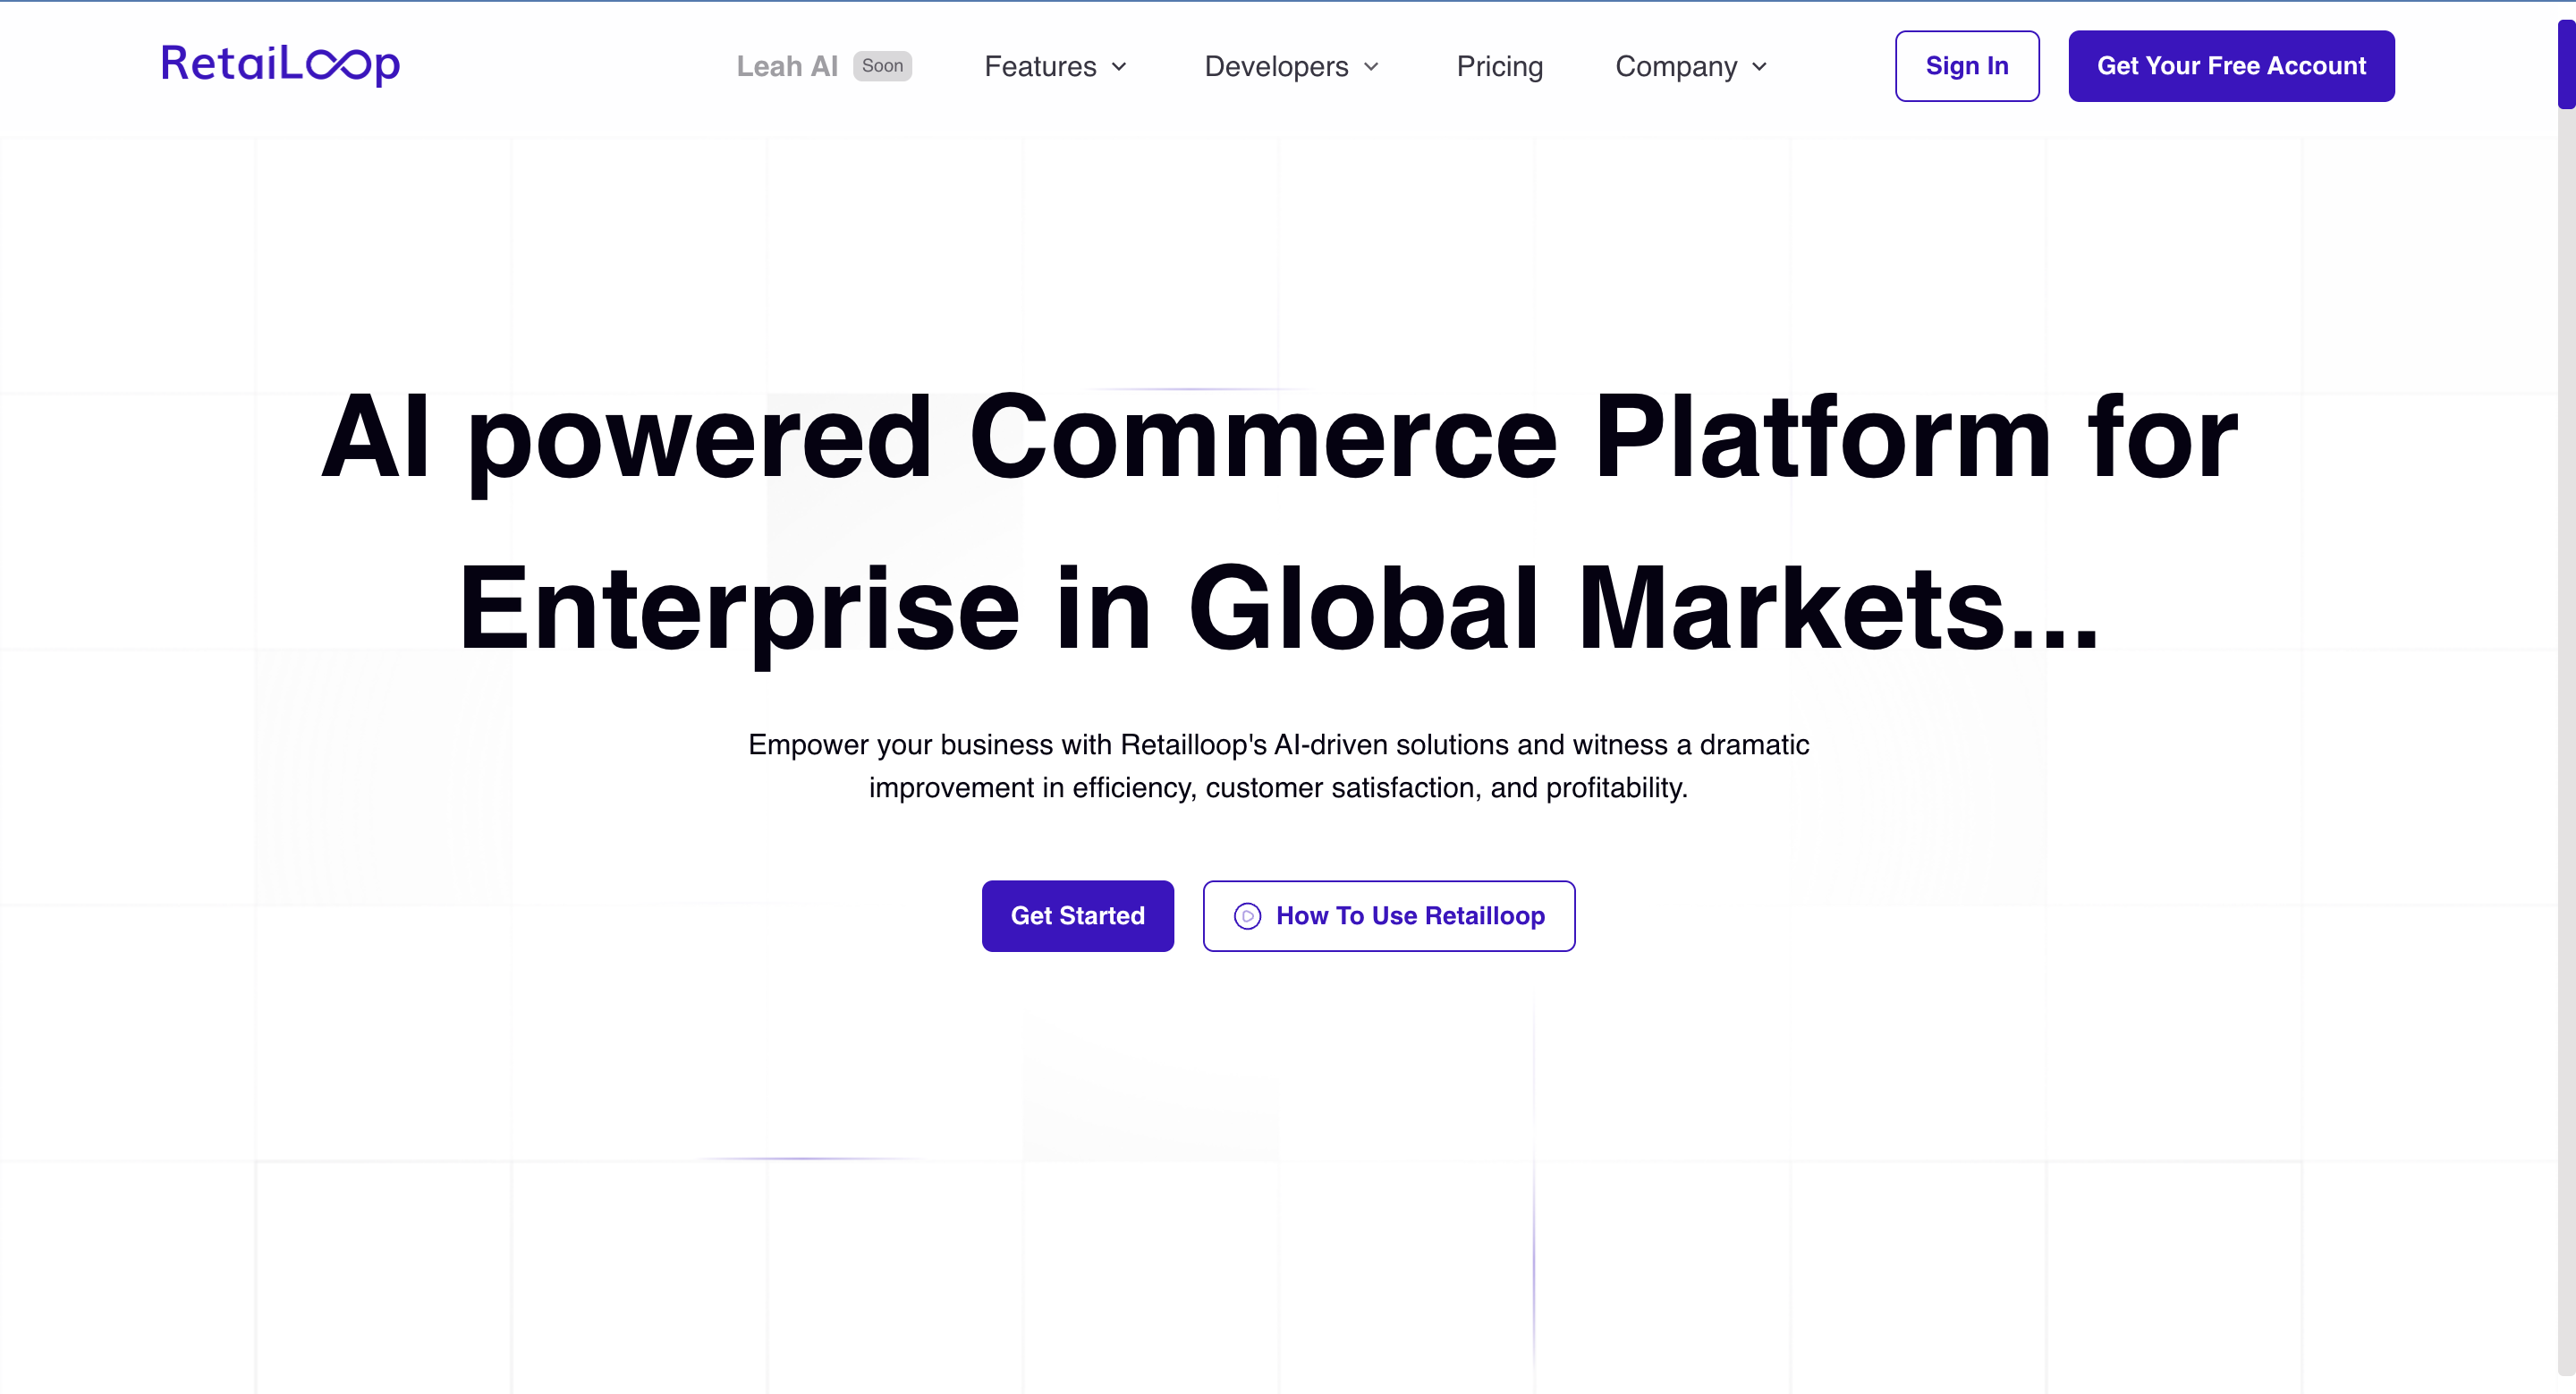 RetaiLoop
Leah AI Soon Features Developers Pricing Company Sign In Get Your Free Account
AI powered Commerce Platform for
Enterprise in Global Markets...
Empower your business with Retailloop's AI-driven solutions and witness a dramatic
improvement in efficiency, customer satisfaction, and profitability.
Get Started How To Use Retailloop